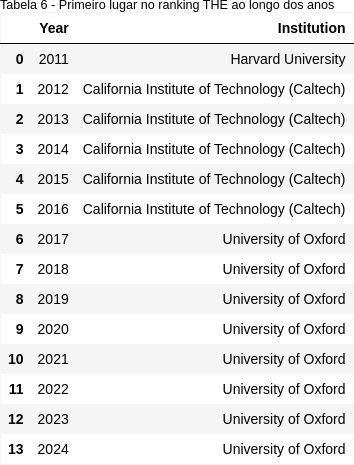 Tabela 6 - Primeiro lugar no ranking THE ao longo dos anos
Year Institution
0 2011 Harvard University
1 2012 California Institute of Technology (Caltech)
2 2013 California Institute of Technology (Caltech)
3 2014 California Institute of Technology (Caltech)
4 2015 California Institute of Technology (Caltech)
5 2016 California Institute of Technology (Caltech)
6 2017 University of Oxford
7 2018 University of Oxford
8 2019 University of Oxford
9 2020 University of Oxford
10 2021 University of Oxford
11 2022 University of Oxford
12 2023 University of Oxford
13 2024 University of Oxford